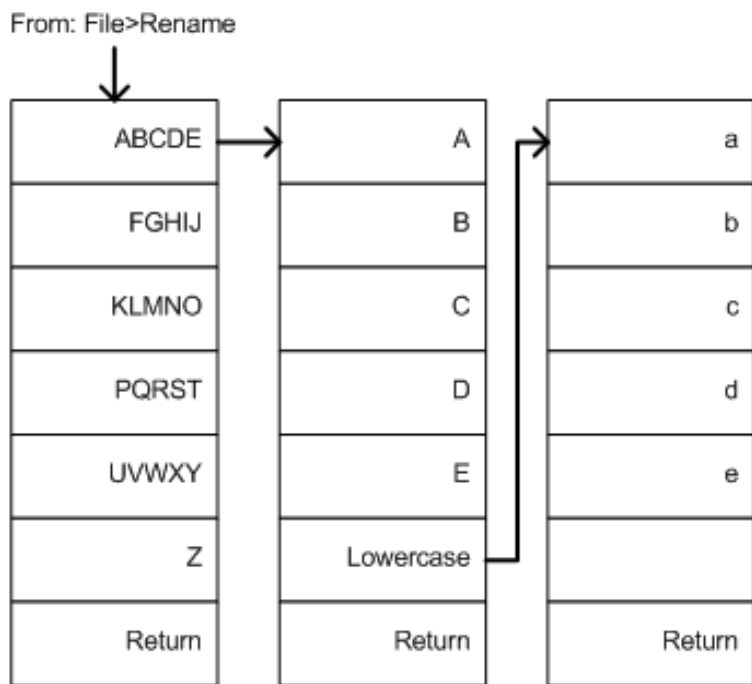 From: File>Rename
ABCDE
FGHIJ
KLMNO
PQRST
UVWXY
Z
Return
A
B
C
D
E
Lowercase
Return
a
b
c
d
e
Return